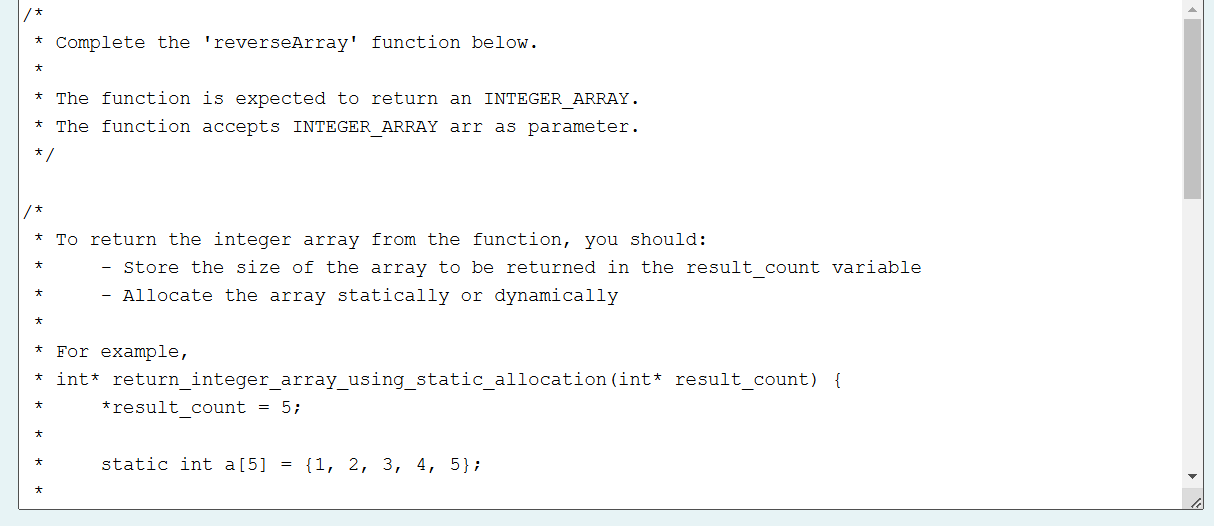 /*
 * Complete the 'reverseArray' function below.
 *
 * The function is expected to return an INTEGER_ARRAY.
 * The function accepts INTEGER_ARRAY arr as parameter.
 */

/*
 * To return the integer array from the function, you should:
 *     - Store the size of the array to be returned in the result_count variable
 *     - Allocate the array statically or dynamically
 *
 * For example,
 * int* return_integer_array_using_static_allocation(int* result_count) {
 *     *result_count = 5;
 *
 *     static int a[5] = {1, 2, 3, 4, 5};
 *